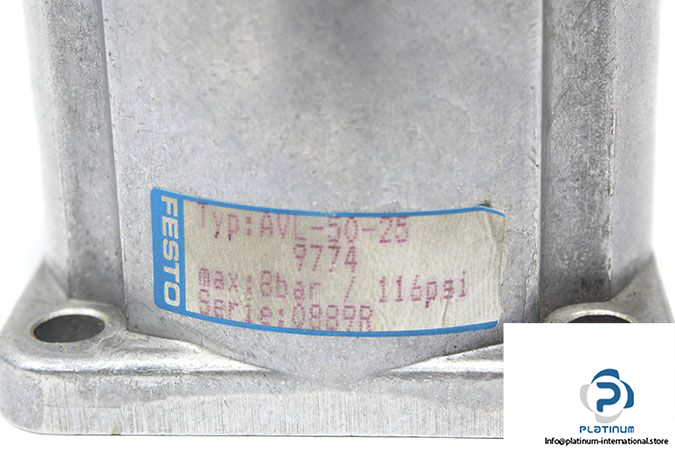 FESTO
Typ:AVL-50-25
9774
max:8bar / 116psi
Serie:0889R
PLATINUM
info@platinum-international.store